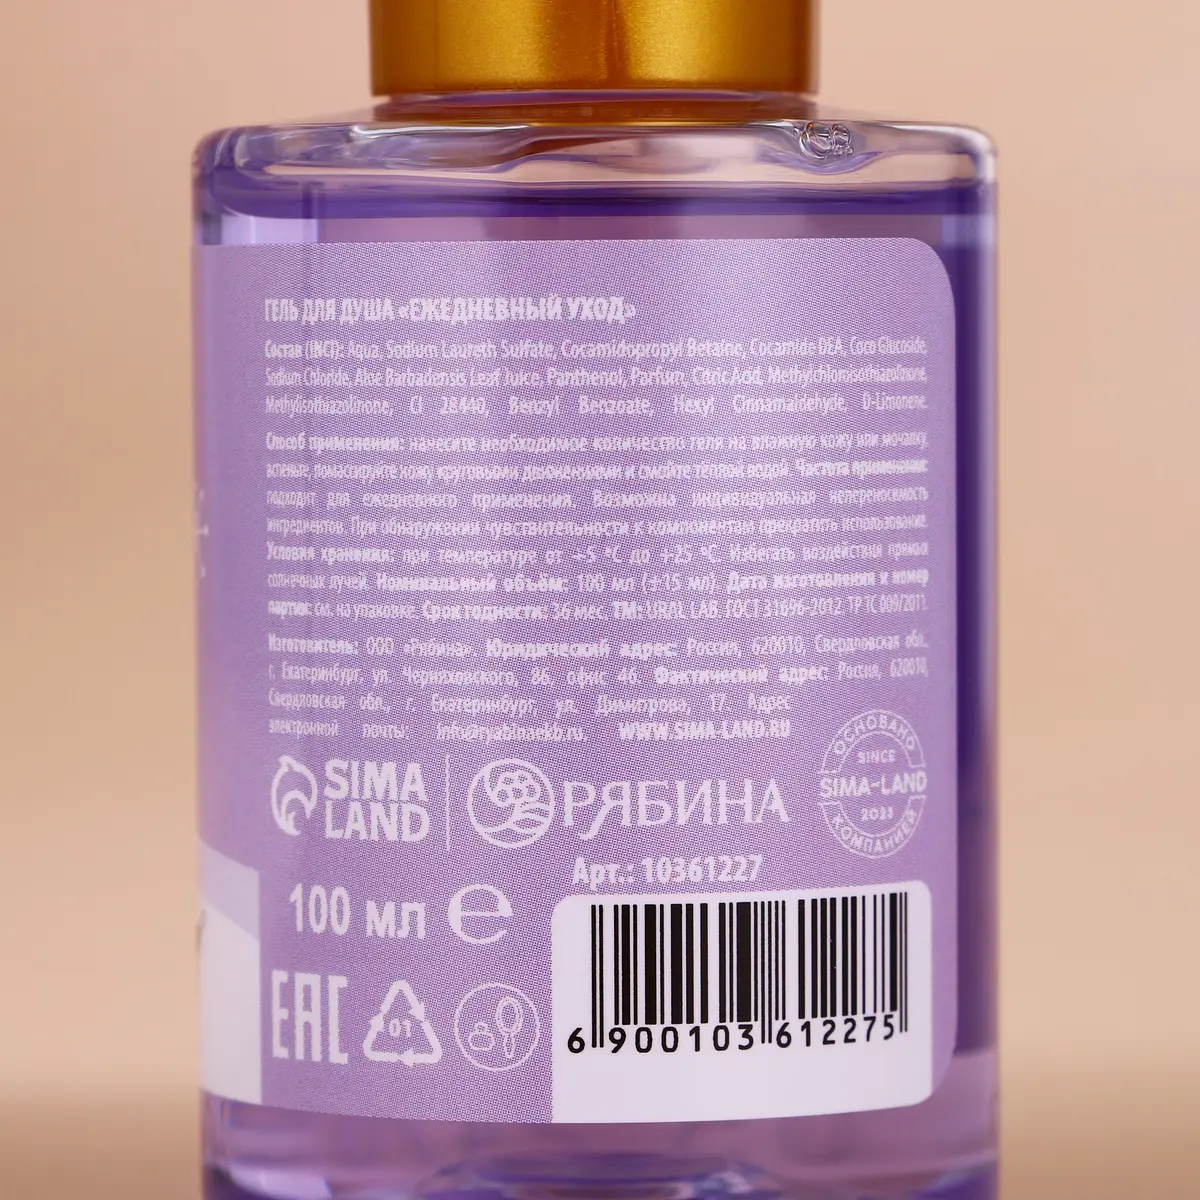 ГЕЛЬ ДЛЯ ДУША «ЕЖЕДНЕВНЫЙ УХОД»
Состав (INCI): Aqua, Sodium Laureth Sulfate, Cocamidopropyl Betaine, Cocamide DEA, Coco Glucoside,
Sodium Chloride, Aloe Barbadensis Leaf Juice, Panthenol, Parfum, Citric Acid, Methylchloroisothiazolinone,
Methylisothiazolinone, CI 28440, Benzyl Benzoate, Hexyl Cinnamaldehyde, D-Limonene.
Способ применения: нанесите необходимое количество геля на влажную кожу или мочалку,
вспеньте, помассируйте кожу круговыми движениями и смойте тёплой водой. Частота применения:
подходит для ежедневного применения. Возможна индивидуальная непереносимость
ингредиентов. При обнаружении чувствительности к компонентам прекратить использование.
Условия хранения: при температуре от +5 °С до +25 °С. Избегать воздействия прямых
солнечных лучей. Номинальный объём: 100 мл (±15 мл). Дата изготовления и номер
партии: см. на упаковке. Срок годности: 36 мес. ТМ: URAL LAB. ГОСТ 31696-2012. ТР ТС 009/2011.
Изготовитель: ООО «Рябина». Юридический адрес: Россия, 620010, Свердловская обл.,
г. Екатеринбург, ул. Черняховского, 86, офис 46. Фактический адрес: Россия, 620010,
Свердловская обл., г. Екатеринбург, ул. Димитрова, 17. Адрес
электронной почты: info@ryabinaekb.ru. WWW.SIMA-LAND.RU
SIMA
LAND
РЯБИНА
ОСНОВАНО
SINCE
SIMA-LAND
2023
КОМПАНИЕЙ
Арт.: 10361227
100 мл e
EAC
01
6 900103 612275